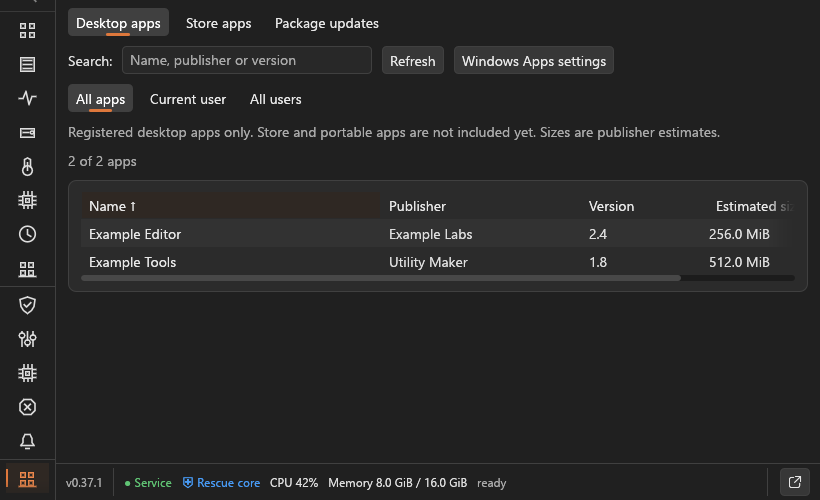 Desktop apps Store apps Package updates
Search: Name, publisher or version Refresh Windows Apps settings
All apps Current user All users
Registered desktop apps only. Store and portable apps are not included yet. Sizes are publisher estimates.
2 of 2 apps
Name ↑ Publisher Version Estimated
Example Editor Example Labs 2.4 256.0 MiB
Example Tools Utility Maker 1.8 512.0 MiB
v0.37.1 Service Rescue core CPU 42% Memory 8.0 GiB / 16.0 GiB ready